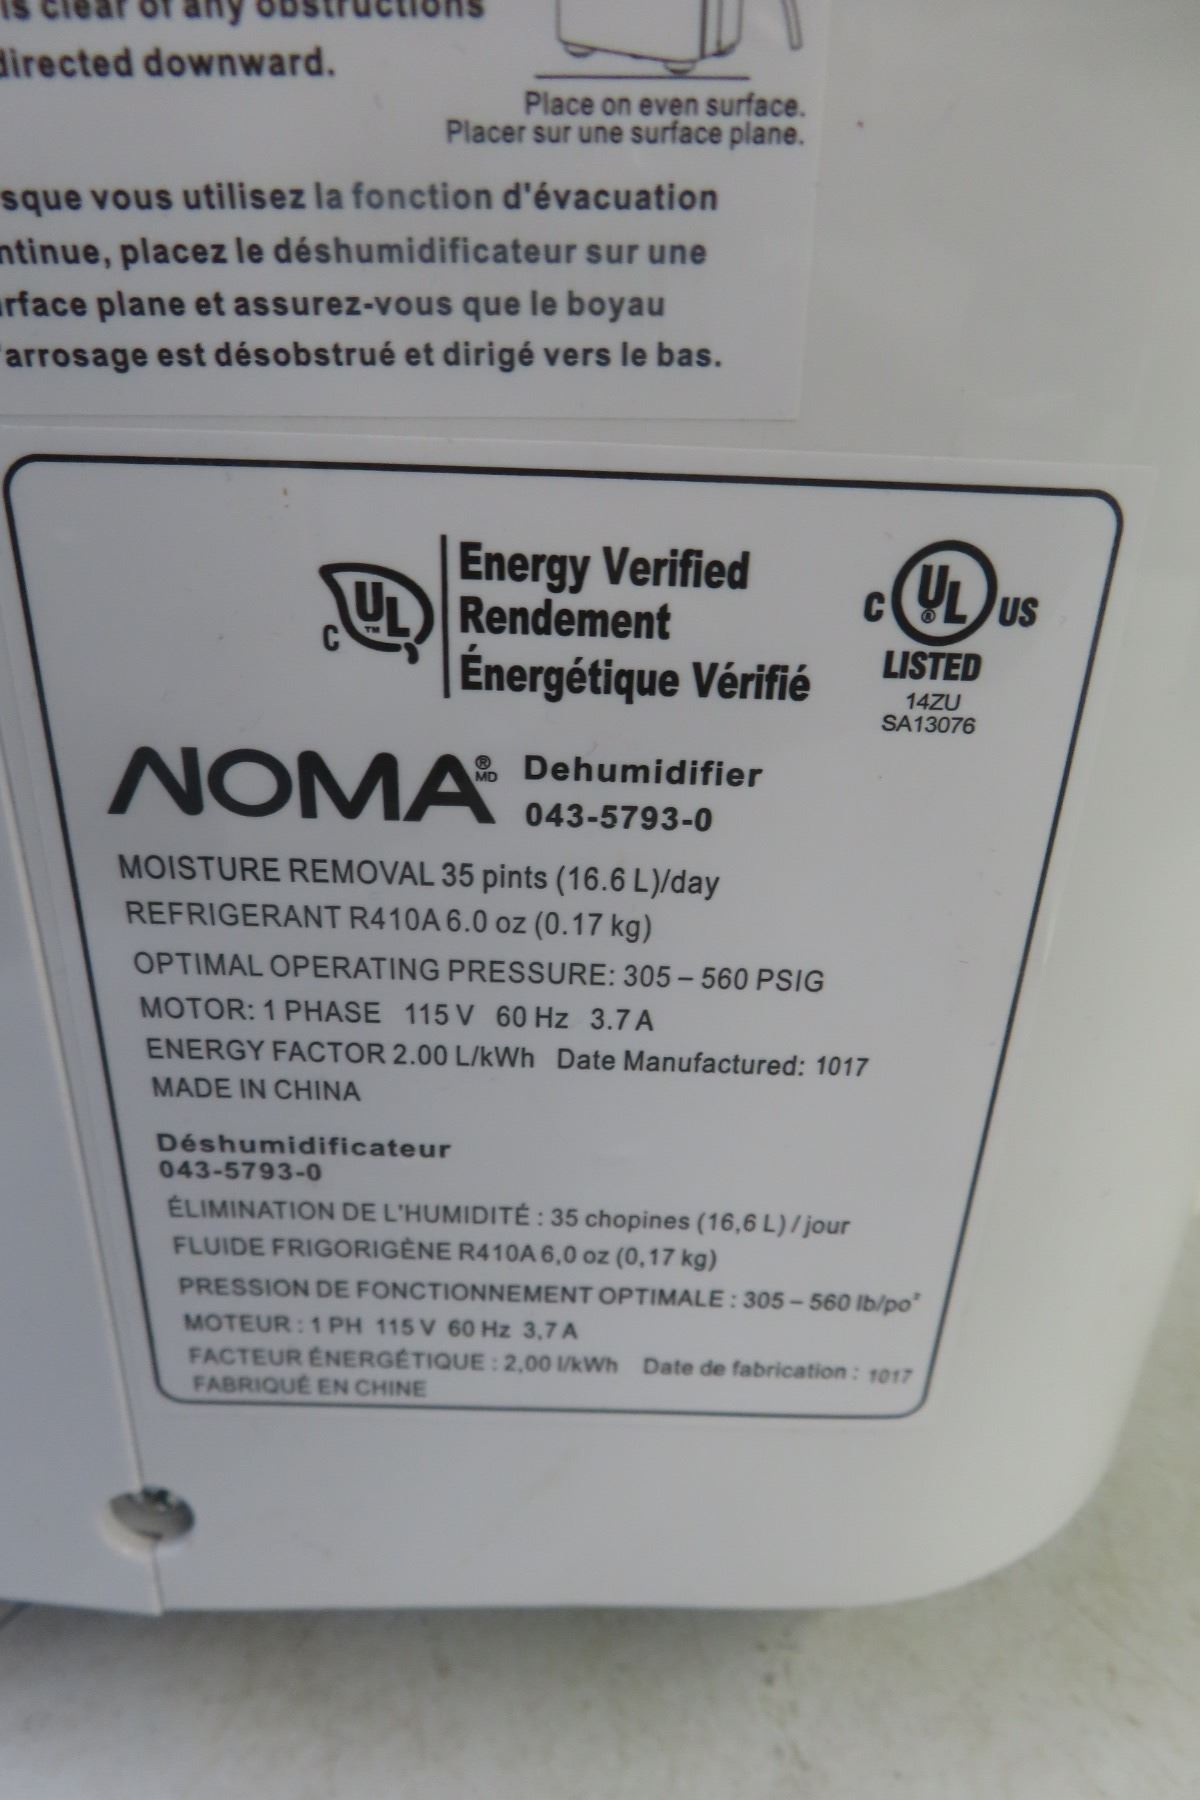 is clear of any obstructions
directed downward.
Place on even surface.
Placer sur une surface plane.
vous utilisez la fonction d'évacuation
placez le déshumidificateur sur une
plane et assurez-vous que le boyau
arrosage est désobstrué et dirigé vers le bas.
C UL™ Energy Verified
Rendement
Énergétique Vérifié
C UL® US
LISTED
14ZU
SA13076
NOMA®MD Dehumidifier
043-5793-0
MOISTURE REMOVAL 35 pints (16.6 L)/day
REFRIGERANT R410A 6.0 oz (0.17 kg)
OPTIMAL OPERATING PRESSURE: 305 – 560 PSIG
MOTOR: 1 PHASE 115 V 60 Hz 3.7 A
ENERGY FACTOR 2.00 L/kWh Date Manufactured: 1017
MADE IN CHINA
Déshumidificateur
043-5793-0
ÉLIMINATION DE L'HUMIDITÉ : 35 chopines (16,6 L) / jour
FLUIDE FRIGORIGÈNE R410A 6,0 oz (0,17 kg)
PRESSION DE FONCTIONNEMENT OPTIMALE : 305 – 560 lb/po²
MOTEUR : 1 PH 115 V 60 Hz 3,7 A
FACTEUR ÉNERGÉTIQUE : 2,00 l/kWh Date de fabrication : 1017
FABRIQUÉ EN CHINE